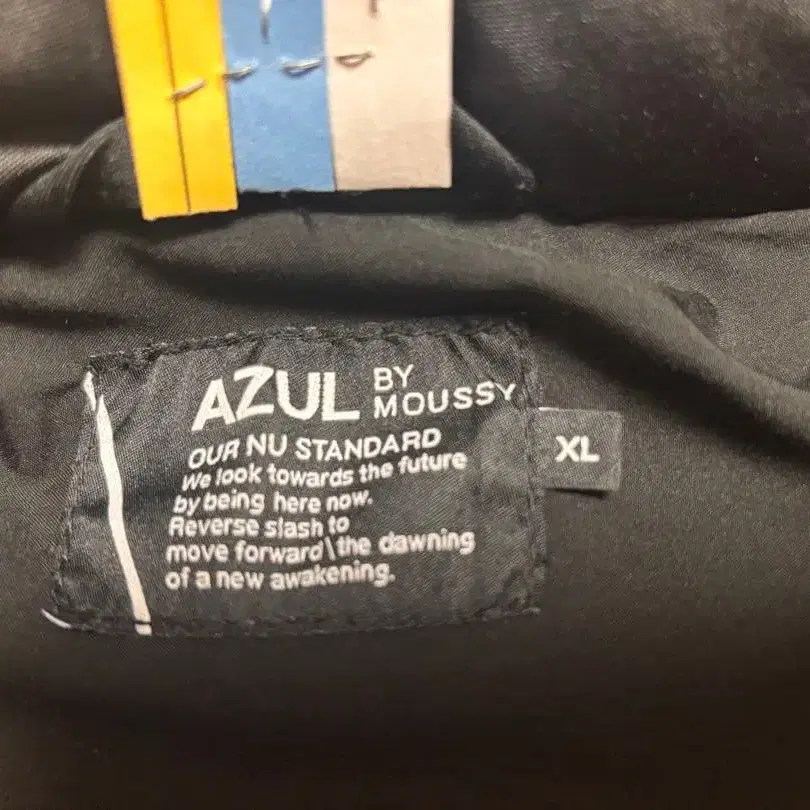 AZUL BY MOUSSY
OUR NU STANDARD
We look towards the future
by being here now.
Reverse slash to
move forward\the dawning
of a new awakening.
XL